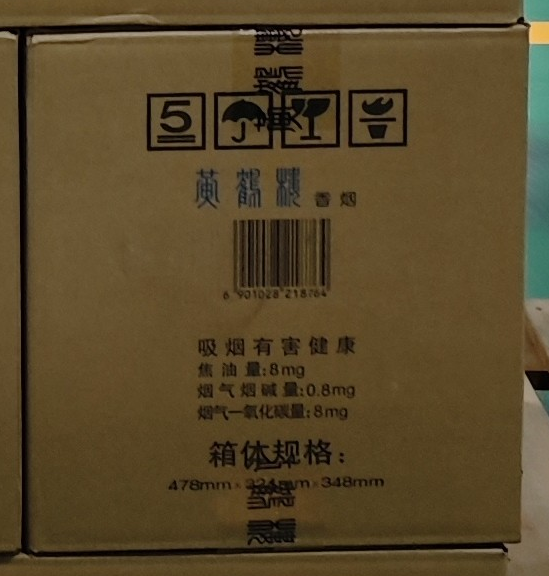 5
黄鹤楼 香烟
6 901028 218764
吸烟有害健康
焦油量:8mg
烟气烟碱量:0.8mg
烟气一氧化碳量:8mg
箱体规格:
478mm× mm×348mm